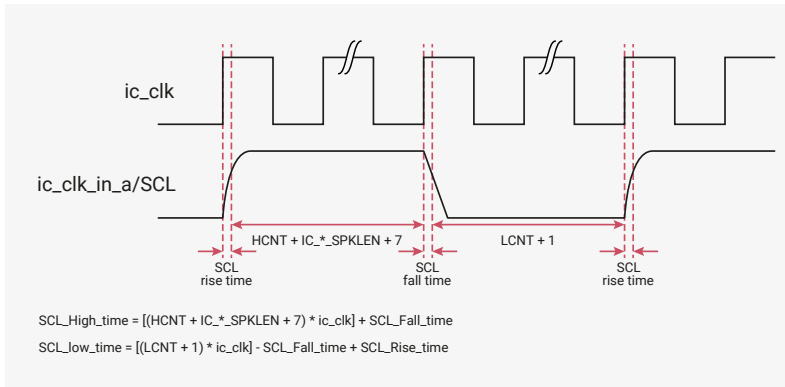 ic_clk
ic_clk_in_a/SCL
HCNT + IC_*_SPKLEN + 7
LCNT + 1
SCL
rise time
SCL
fall time
SCL
rise time
SCL_High_time = [(HCNT + IC_*_SPKLEN + 7) * ic_clk] + SCL_Fall_time
SCL_low_time = [(LCNT + 1) * ic_clk] - SCL_Fall_time + SCL_Rise_time